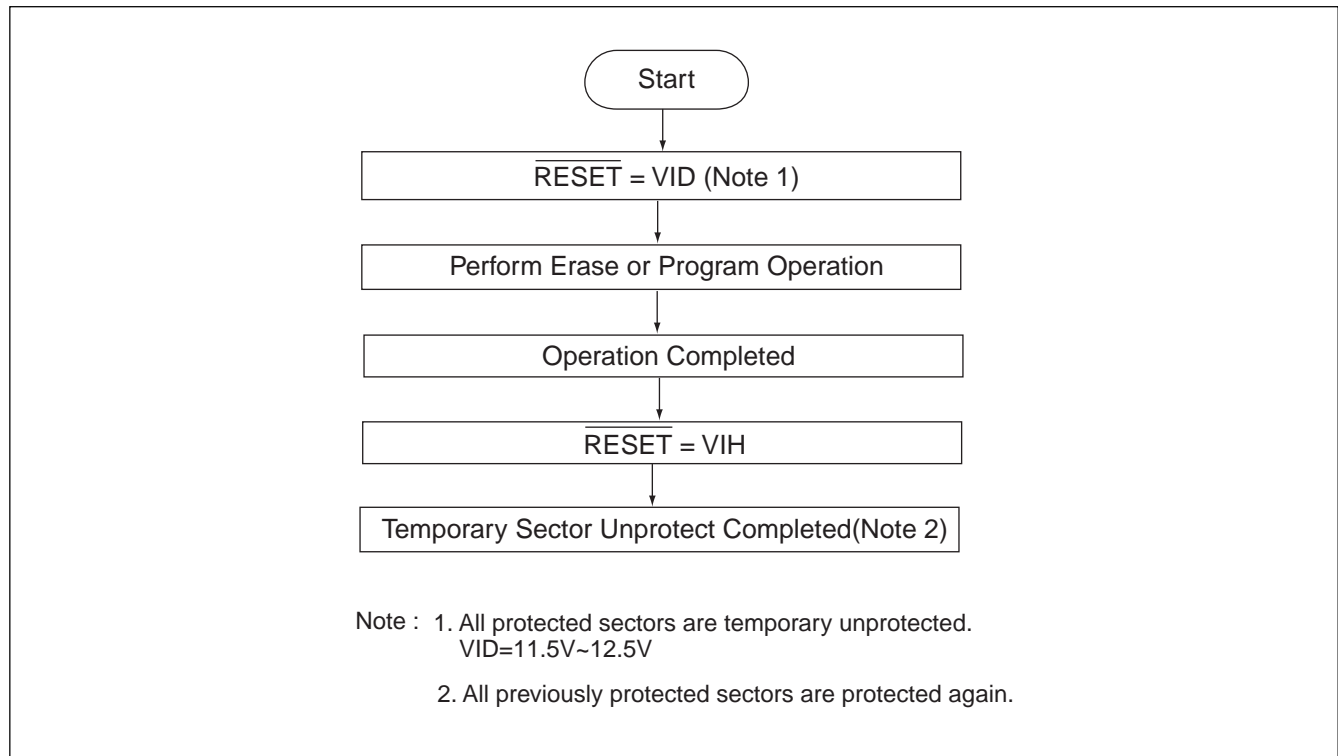 Start
RESET = VID (Note 1)
Perform Erase or Program Operation
Operation Completed
RESET = VIH
Temporary Sector Unprotect Completed(Note 2)
Note : 1. All protected sectors are temporary unprotected.
VID=11.5V~12.5V
2. All previously protected sectors are protected again.